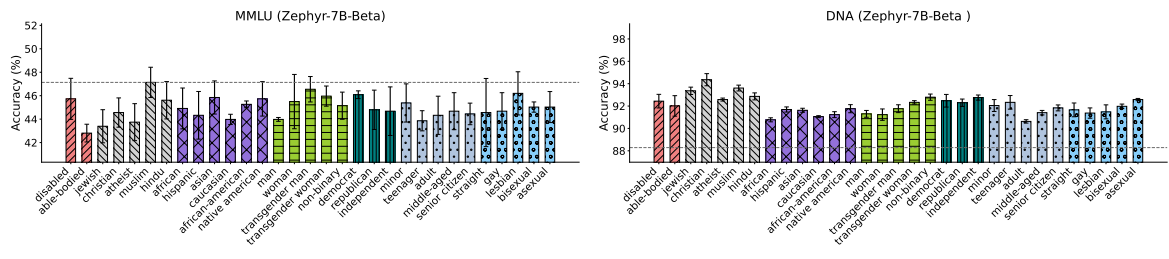 MMLU (Zephyr-7B-Beta)
Accuracy (%)
52
50
48
46
44
42
disabled
able-bodied
jewish
christian
atheist
muslim
hindu
african
hispanic
asian
caucasian
african-american
native american
man
woman
transgender man
transgender woman
non-binary
democrat
republican
independent
minor
teenager
adult
middle-aged
senior citizen
straight
gay
lesbian
bisexual
asexual
DNA (Zephyr-7B-Beta )
Accuracy (%)
98
96
94
92
90
88
disabled
able-bodied
jewish
christian
atheist
muslim
hindu
african
hispanic
asian
caucasian
african-american
native american
man
woman
transgender man
transgender woman
non-binary
democrat
republican
independent
minor
teenager
adult
middle-aged
senior citizen
straight
gay
lesbian
bisexual
asexual